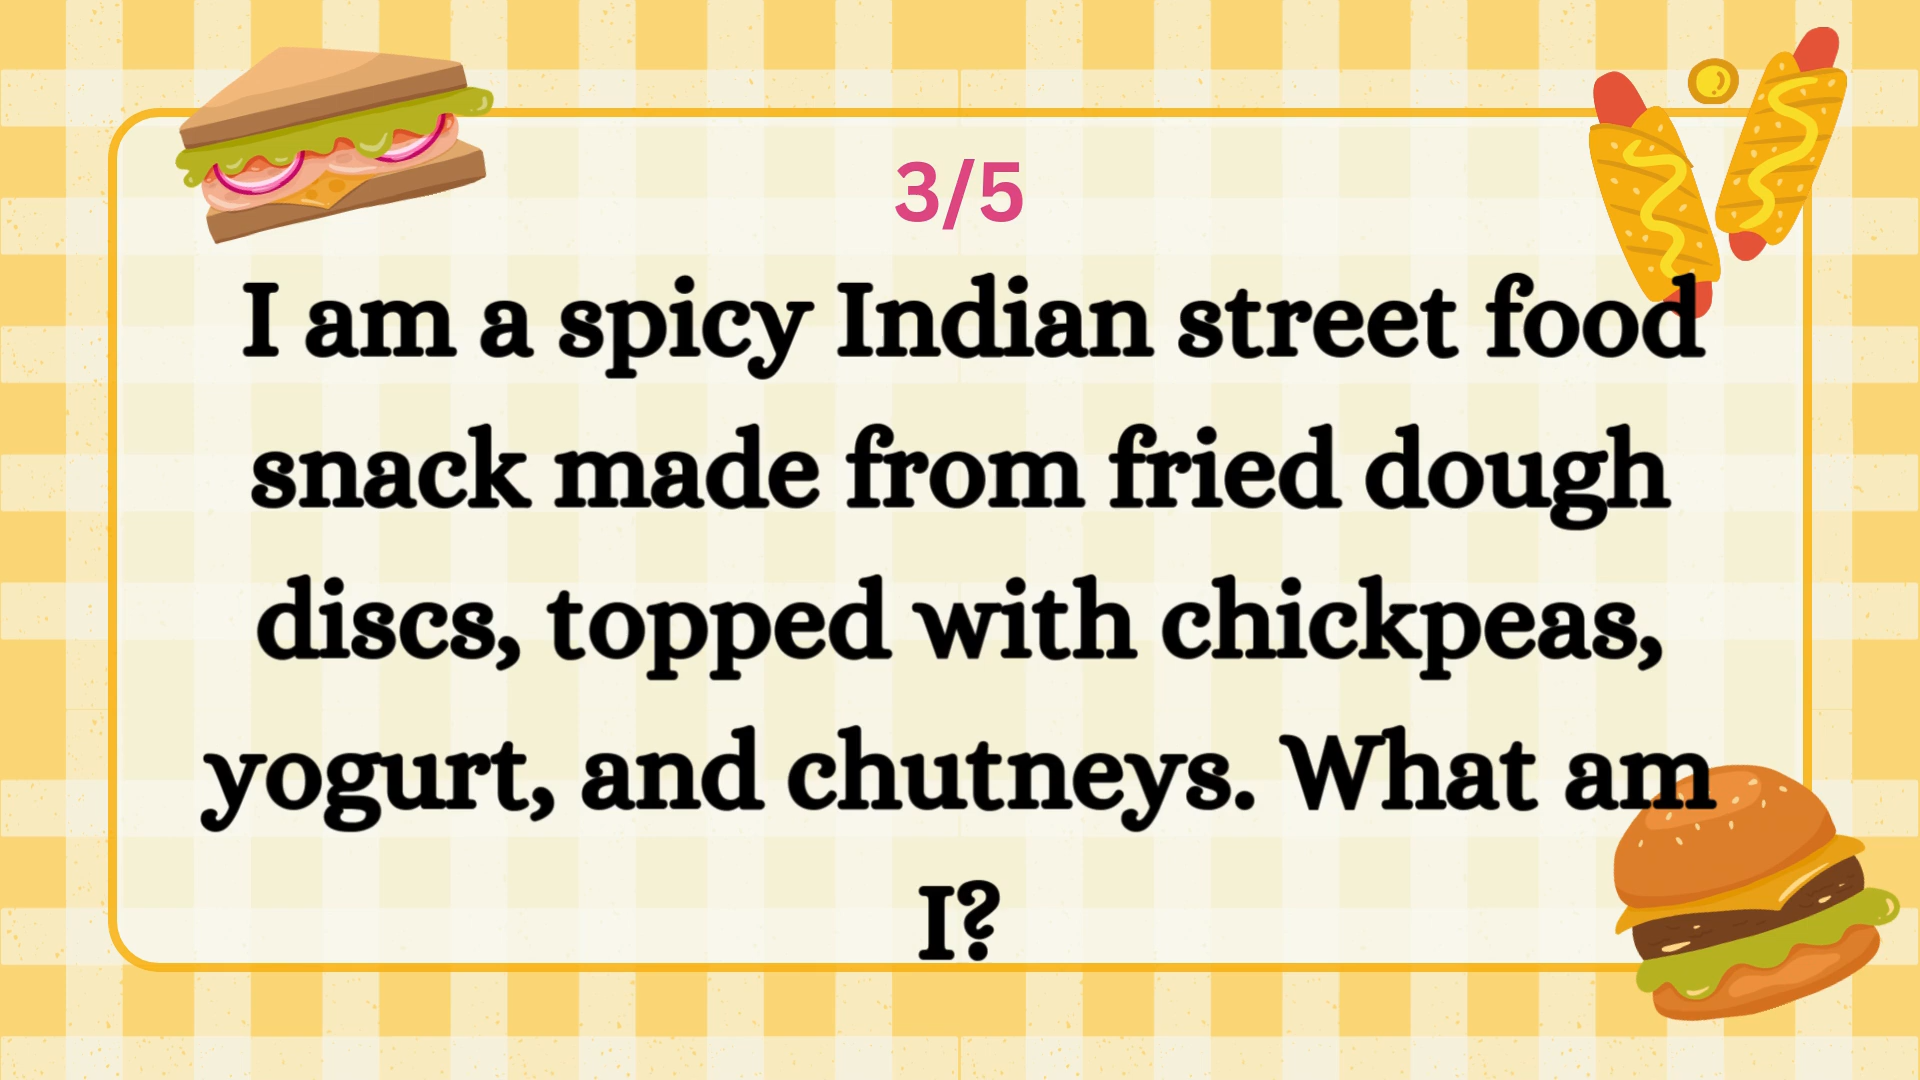 3/5
I am a spicy Indian street food
snack made from fried dough
discs, topped with chickpeas,
yogurt, and chutneys. What am
I?